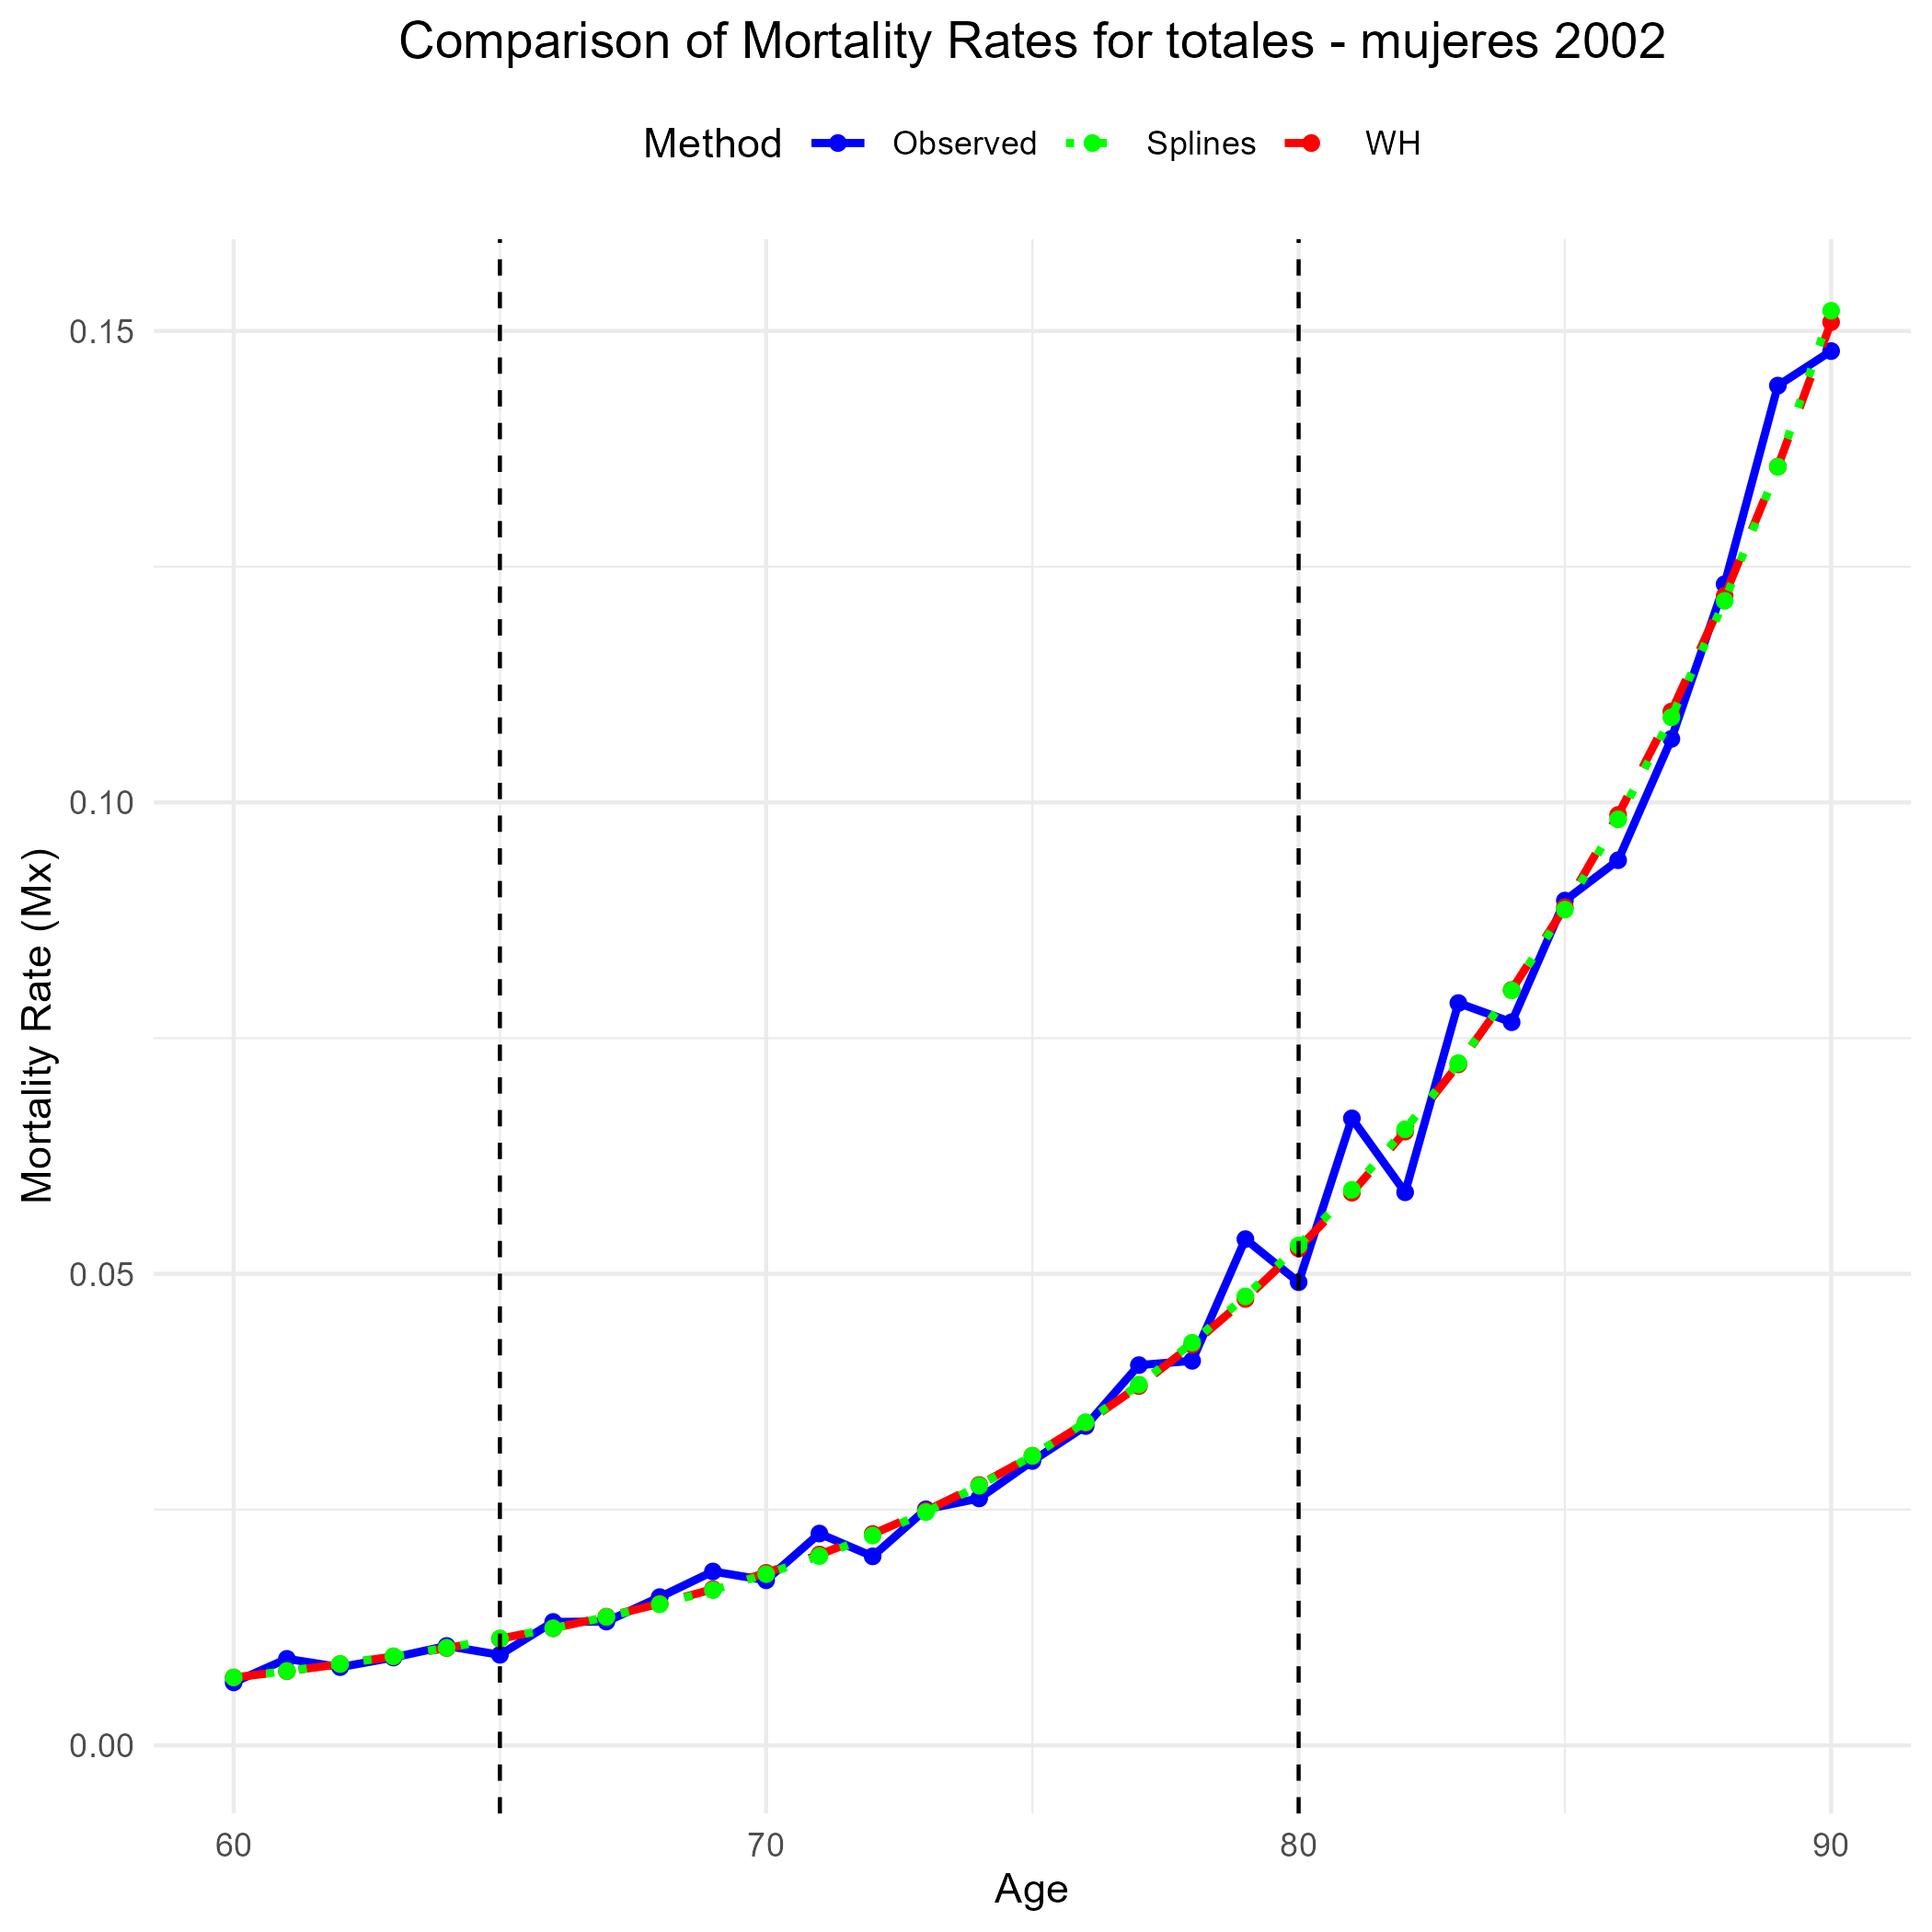 Comparison of Mortality Rates for totales - mujeres 2002
Method Observed Splines WH
Mortality Rate (Mx)
0.15
0.10
0.05
0.00
60 70 80 90
Age